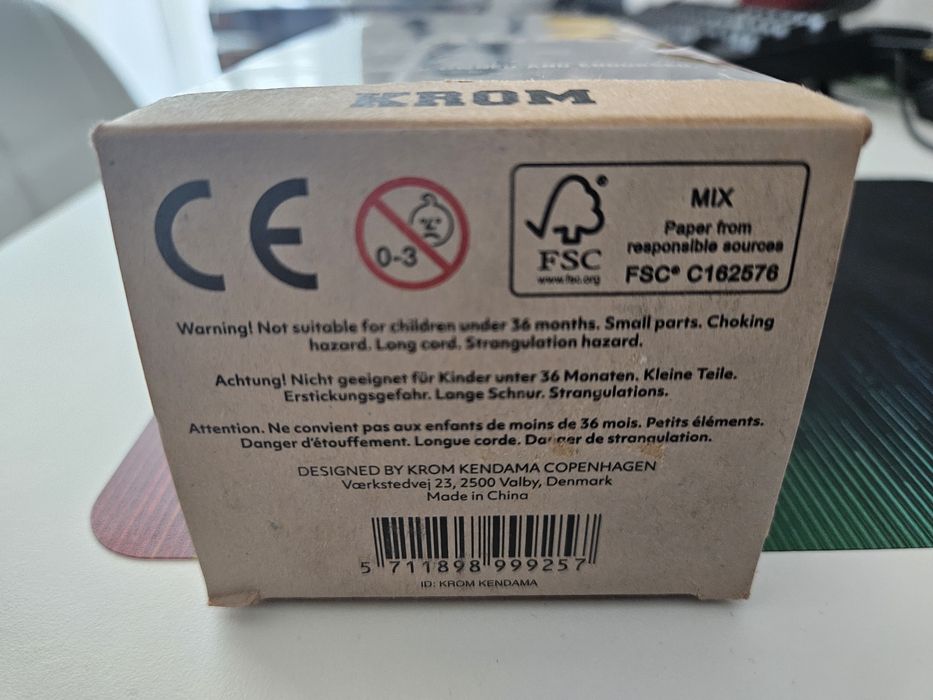 KROM
CE
0-3
FSC
www.fsc.org
MIX
Paper from
responsible sources
FSC® C162576
Warning! Not suitable for children under 36 months. Small parts. Choking
hazard. Long cord. Strangulation hazard.
Achtung! Nicht geeignet für Kinder unter 36 Monaten. Kleine Teile.
Erstickungsgefahr. Lange Schnur. Strangulations.
Attention. Ne convient pas aux enfants de moins de 36 mois. Petits éléments.
Danger d'étouffement. Longue corde. Danger de strangulation.
DESIGNED BY KROM KENDAMA COPENHAGEN
Værkstedvej 23, 2500 Valby, Denmark
Made in China
5 711898 999257
ID: KROM KENDAMA